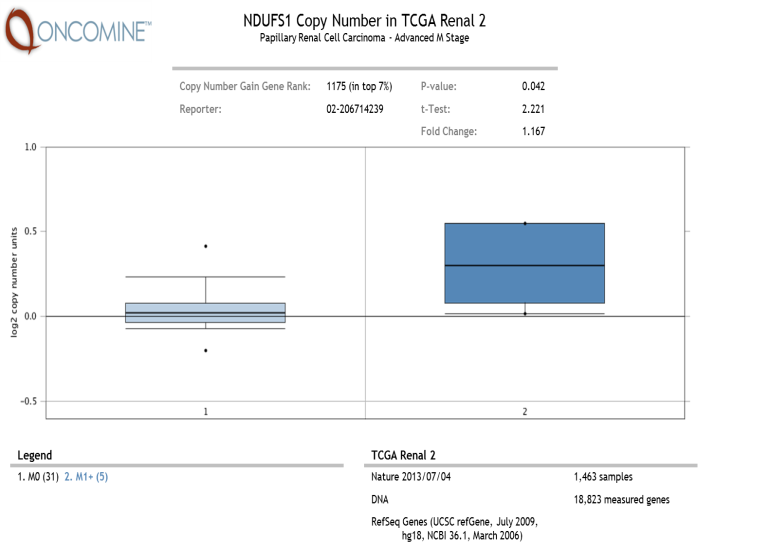 ONCOMINE™
NDUFS1 Copy Number in TCGA Renal 2
Papillary Renal Cell Carcinoma - Advanced M Stage
Copy Number Gain Gene Rank: 1175 (in top 7%) P-value: 0.042
Reporter: 02-206714239 t-Test: 2.221
Fold Change: 1.167
1.0
0.5
0.0
−0.5
log2 copy number units
1 2
Legend
1. M0 (31) 2. M1+ (5)
TCGA Renal 2
Nature 2013/07/04 1,463 samples
DNA 18,823 measured genes
RefSeq Genes (UCSC refGene, July 2009,
hg18, NCBI 36.1, March 2006)